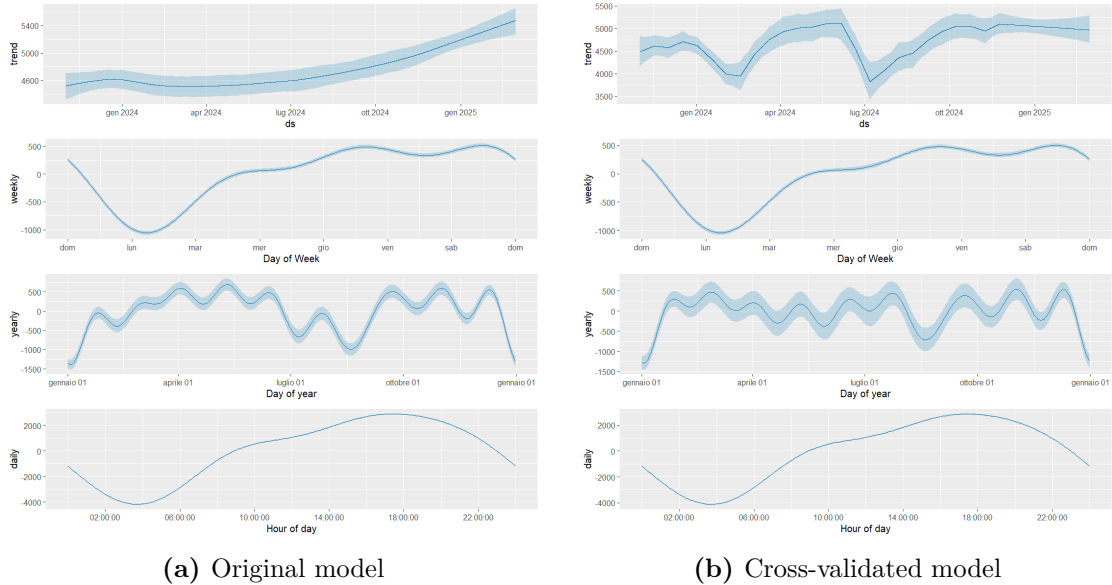 5400
5000
4600
trend
gen 2024
apr 2024
lug 2024
ott 2024
gen 2025
ds
500
0
-500
-1000
weekly
dom
lun
mar
mer
gio
ven
sab
dom
Day of Week
500
0
-500
-1000
-1500
yearly
gennaio 01
aprile 01
luglio 01
ottobre 01
gennaio 01
Day of year
2000
0
-2000
-4000
daily
02:00:00
06:00:00
10:00:00
14:00:00
18:00:00
22:00:00
Hour of day
(a) Original model
5500
5000
4500
4000
3500
trend
gen 2024
apr 2024
lug 2024
ott 2024
gen 2025
ds
500
0
-500
-1000
weekly
dom
lun
mar
mer
gio
ven
sab
dom
Day of Week
500
0
-500
-1000
-1500
yearly
gennaio 01
aprile 01
luglio 01
ottobre 01
gennaio 01
Day of year
2000
0
-2000
-4000
daily
02:00:00
06:00:00
10:00:00
14:00:00
18:00:00
22:00:00
Hour of day
(b) Cross-validated model